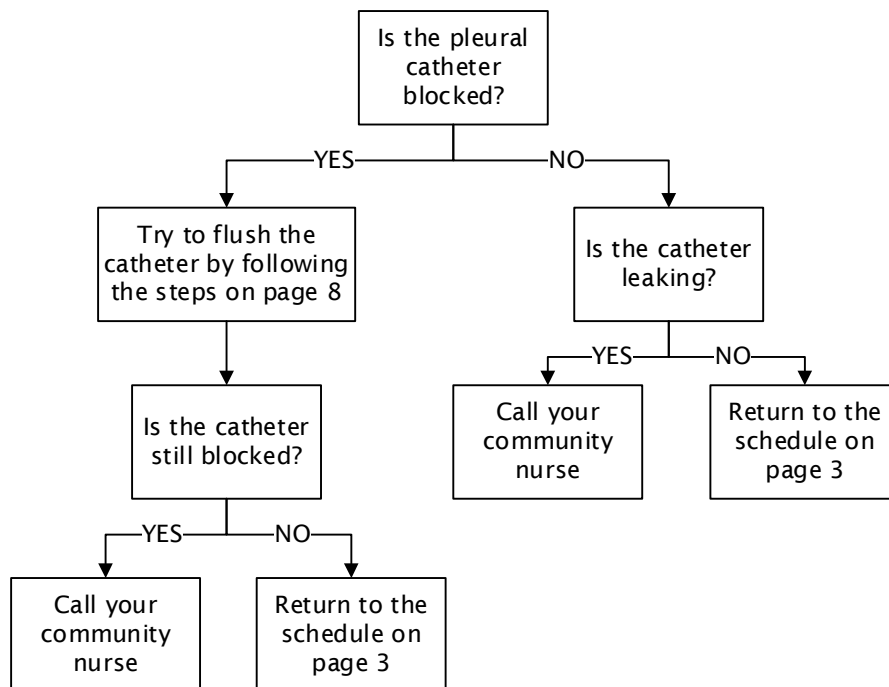 Is the pleural
catheter
blocked?
YES
NO
Try to flush the
catheter by following
the steps on page 8
Is the catheter
leaking?
YES
NO
Is the catheter
still blocked?
Call your
community
nurse
Return to the
schedule on
page 3
YES
NO
Call your
community
nurse
Return to the
schedule on
page 3